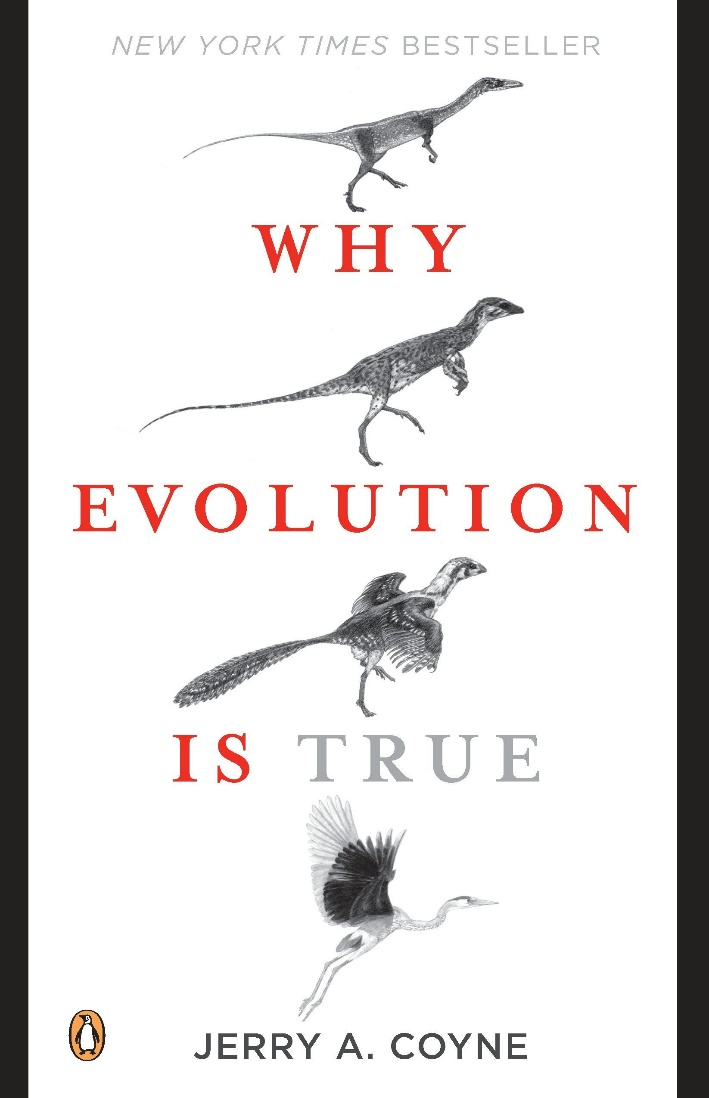 NEW YORK TIMES BESTSELLER
WHY
EVOLUTION
IS TRUE
JERRY A. COYNE